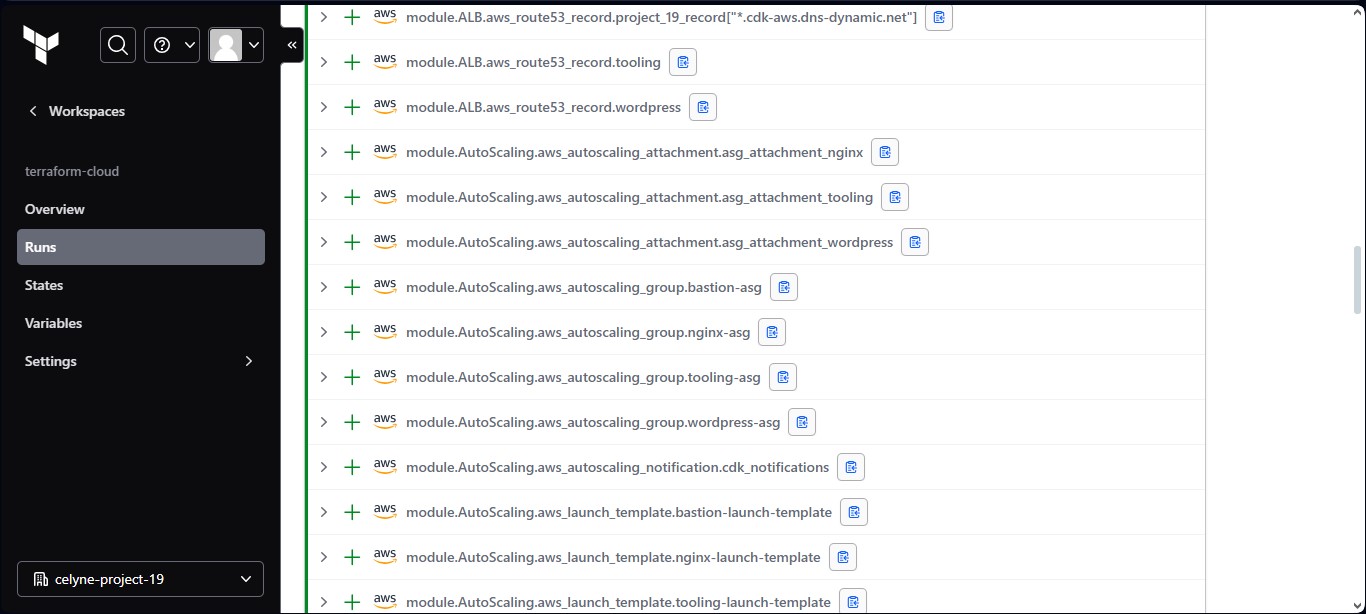 Workspaces
terraform-cloud
Overview
Runs
States
Variables
Settings
celyne-project-19
aws module.ALB.aws_route53_record.project_19_record["*.cdk-aws.dns-dynamic.net"]
aws module.ALB.aws_route53_record.tooling
aws module.ALB.aws_route53_record.wordpress
aws module.AutoScaling.aws_autoscaling_attachment.asg_attachment_nginx
aws module.AutoScaling.aws_autoscaling_attachment.asg_attachment_tooling
aws module.AutoScaling.aws_autoscaling_attachment.asg_attachment_wordpress
aws module.AutoScaling.aws_autoscaling_group.bastion-asg
aws module.AutoScaling.aws_autoscaling_group.nginx-asg
aws module.AutoScaling.aws_autoscaling_group.tooling-asg
aws module.AutoScaling.aws_autoscaling_group.wordpress-asg
aws module.AutoScaling.aws_autoscaling_notification.cdk_notifications
aws module.AutoScaling.aws_launch_template.bastion-launch-template
aws module.AutoScaling.aws_launch_template.nginx-launch-template
aws module.AutoScaling.aws_launch_template.tooling-launch-template